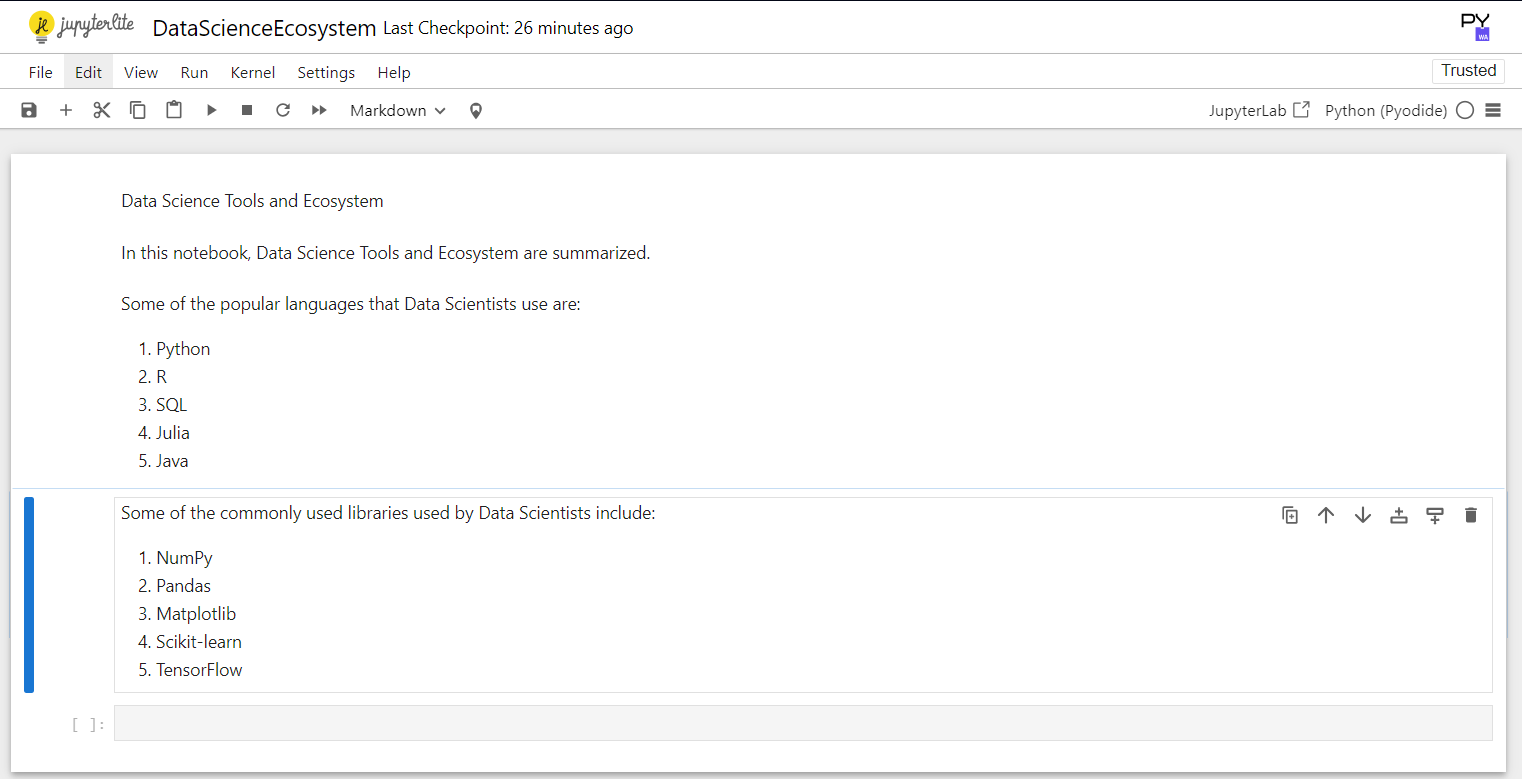 jupyterlite DataScienceEcosystem Last Checkpoint: 26 minutes ago PY WA
File Edit View Run Kernel Settings Help Trusted
Markdown JupyterLab Python (Pyodide)
Data Science Tools and Ecosystem
In this notebook, Data Science Tools and Ecosystem are summarized.
Some of the popular languages that Data Scientists use are:
1. Python
2. R
3. SQL
4. Julia
5. Java
Some of the commonly used libraries used by Data Scientists include:
1. NumPy
2. Pandas
3. Matplotlib
4. Scikit-learn
5. TensorFlow
[ ]: